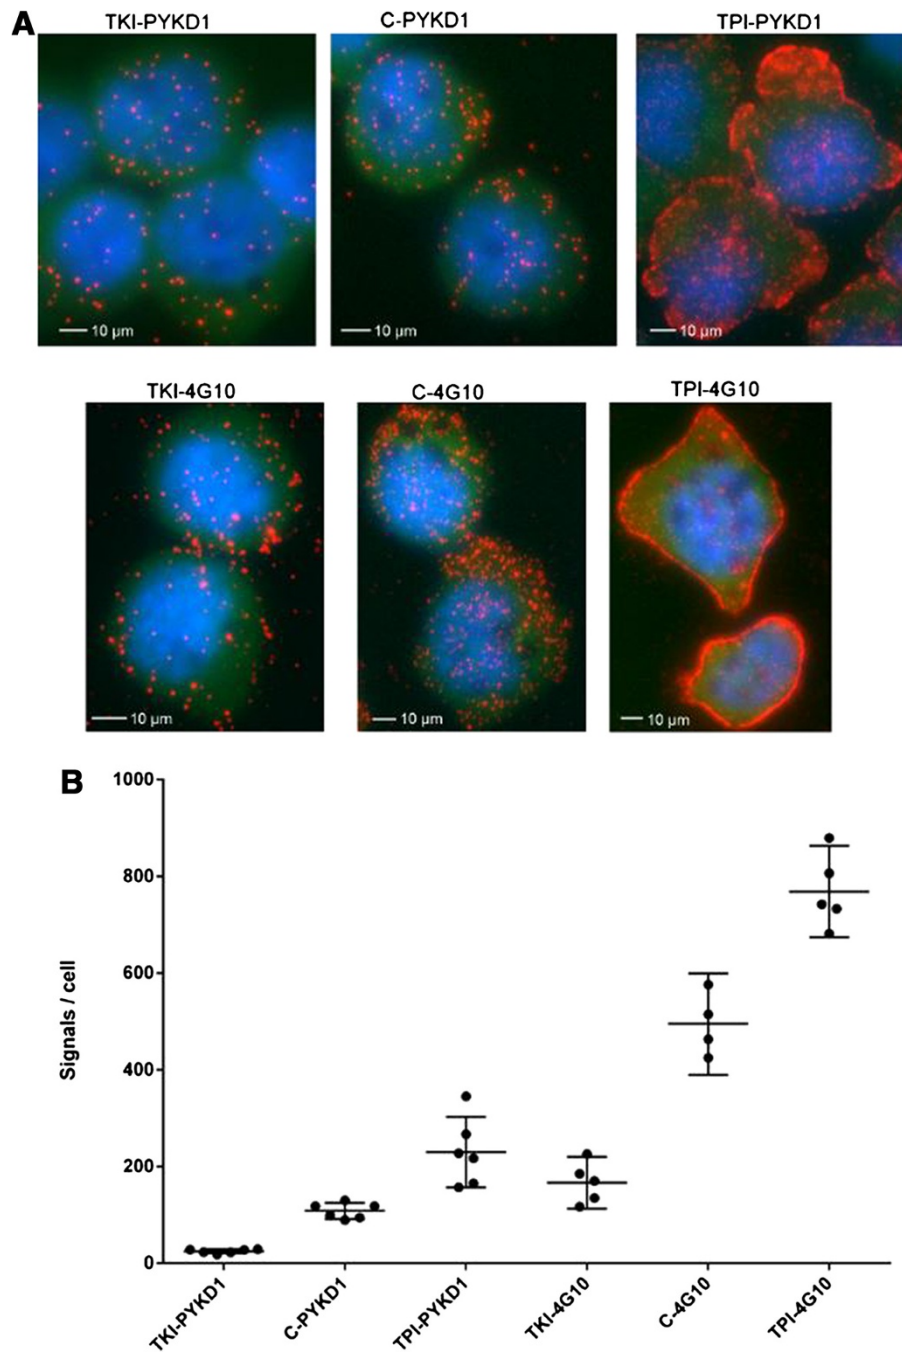 A
TKI-PYKD1
C-PYKD1
TPI-PYKD1
10 µm
10 µm
10 µm
TKI-4G10
C-4G10
TPI-4G10
10 µm
10 µm
10 µm
B
1000
800
600
400
200
0
Signals / cell
TKI-PYKD1
C-PYKD1
TPI-PYKD1
TKI-4G10
C-4G10
TPI-4G10